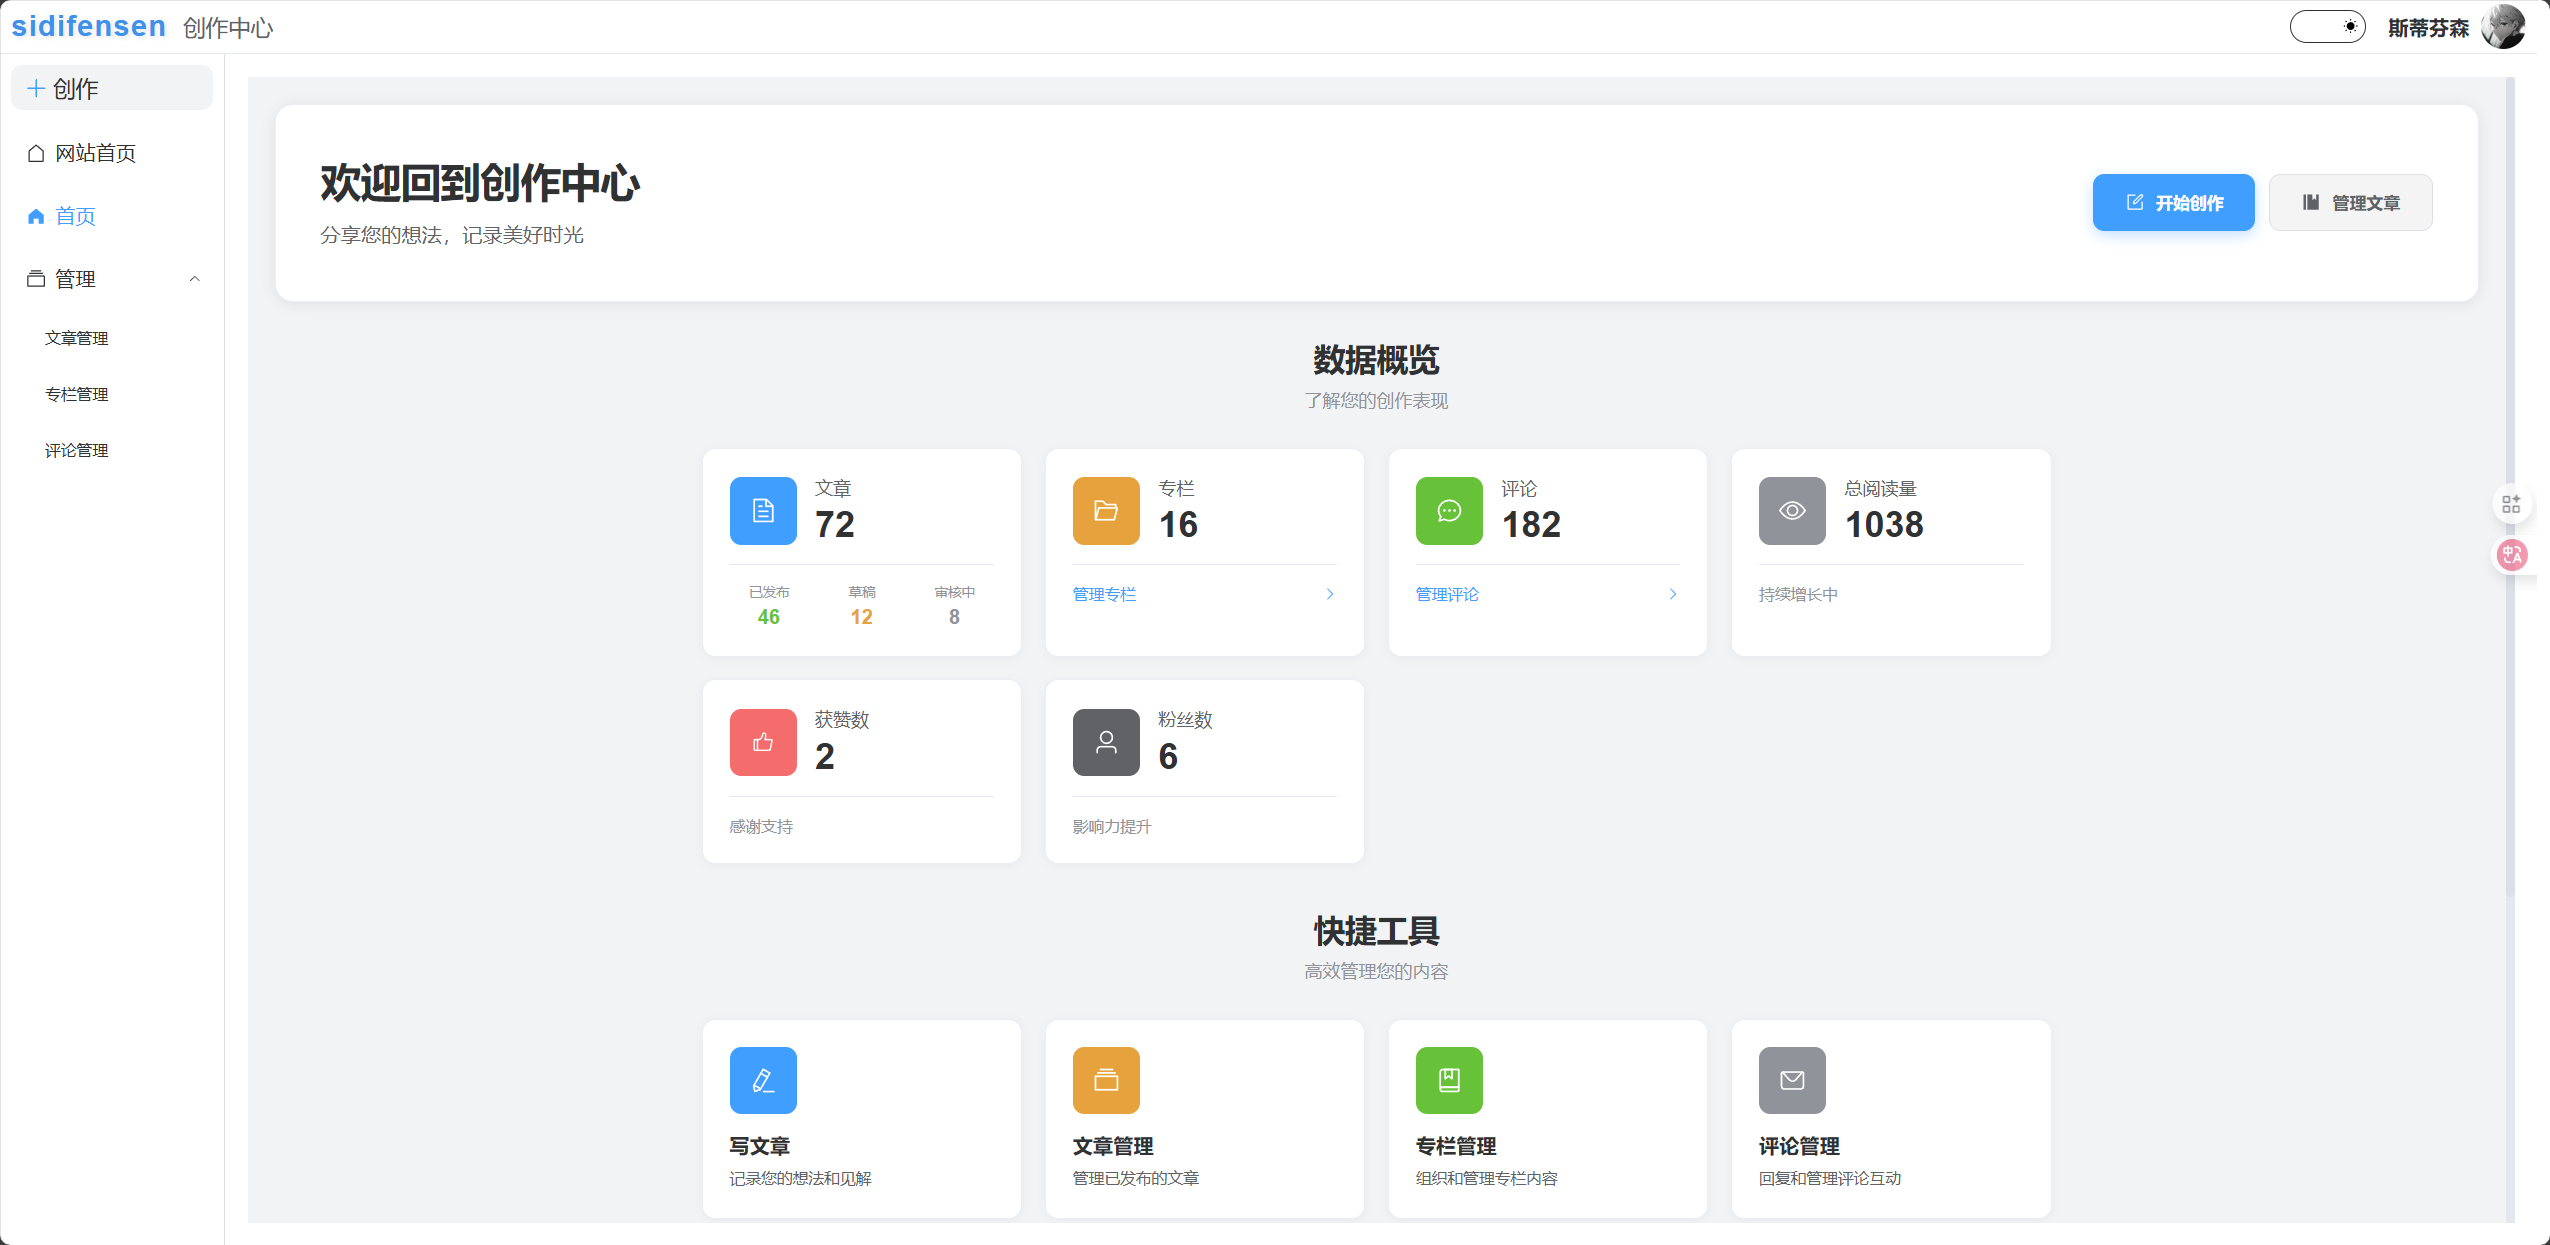 sidifensen 创作中心
斯蒂芬森
创作
网站首页
首页
管理
文章管理
专栏管理
评论管理
欢迎回到创作中心
分享您的想法，记录美好时光
开始创作
管理文章
数据概览
了解您的创作表现
文章
72
已发布 草稿 审核中
46 12 8
专栏
16
管理专栏
评论
182
管理评论
总阅读量
1038
持续增长中
获赞数
2
感谢支持
粉丝数
6
影响力提升
快捷工具
高效管理您的内容
写文章
记录您的想法和见解
文章管理
管理已发布的文章
专栏管理
组织和管理专栏内容
评论管理
回复和管理评论互动
中A